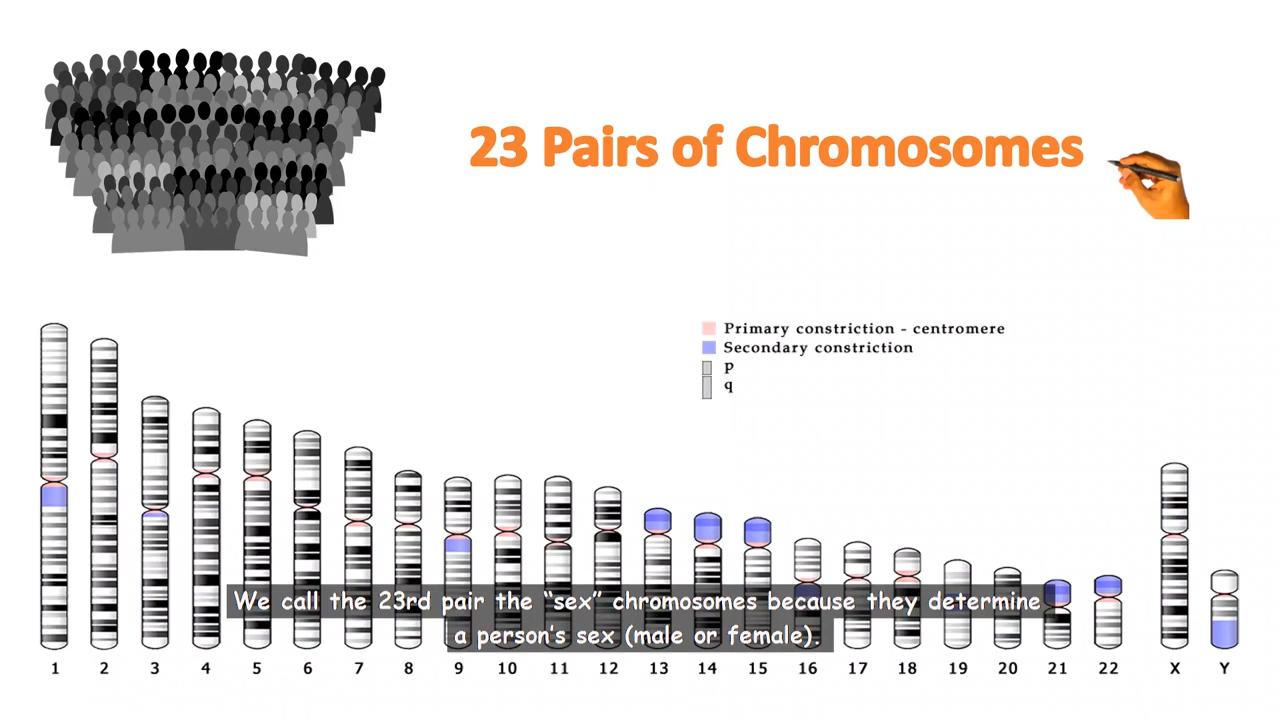 23 Pairs of Chromosomes
Primary constriction - centromere
Secondary constriction
p
q
We call the 23rd pair the “sex” chromosomes because they determine
a person's sex (male or female).
1 2 3 4 5 6 7 8 9 10 11 12 13 14 15 16 17 18 19 20 21 22 X Y